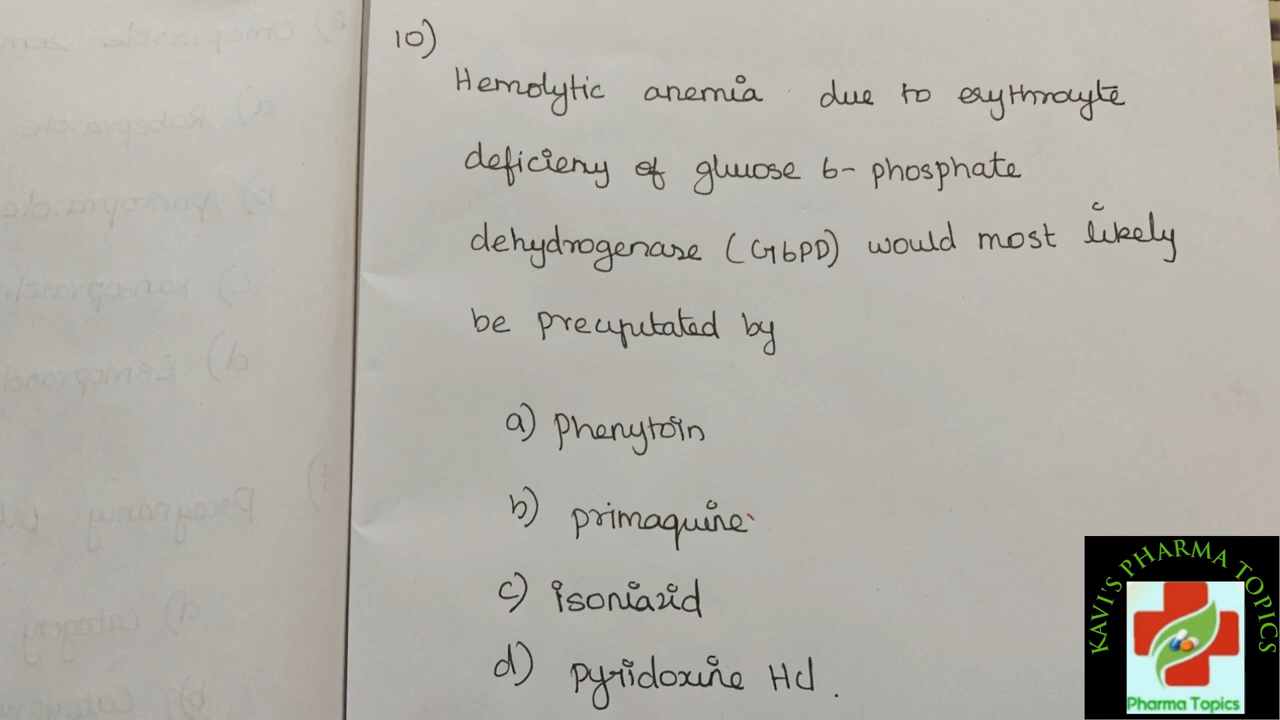 10)
Hemolytic anemia due to erythrocyte
deficieny of glucose 6- phosphate
dehydrogenase (G6PD) would most likely
be precipitated by
a) phenytoin
b) primaquine
c) isoniazid
d) pyridoxine Hcl.
KAVI'S PHARMA TOPICS
Pharma Topics